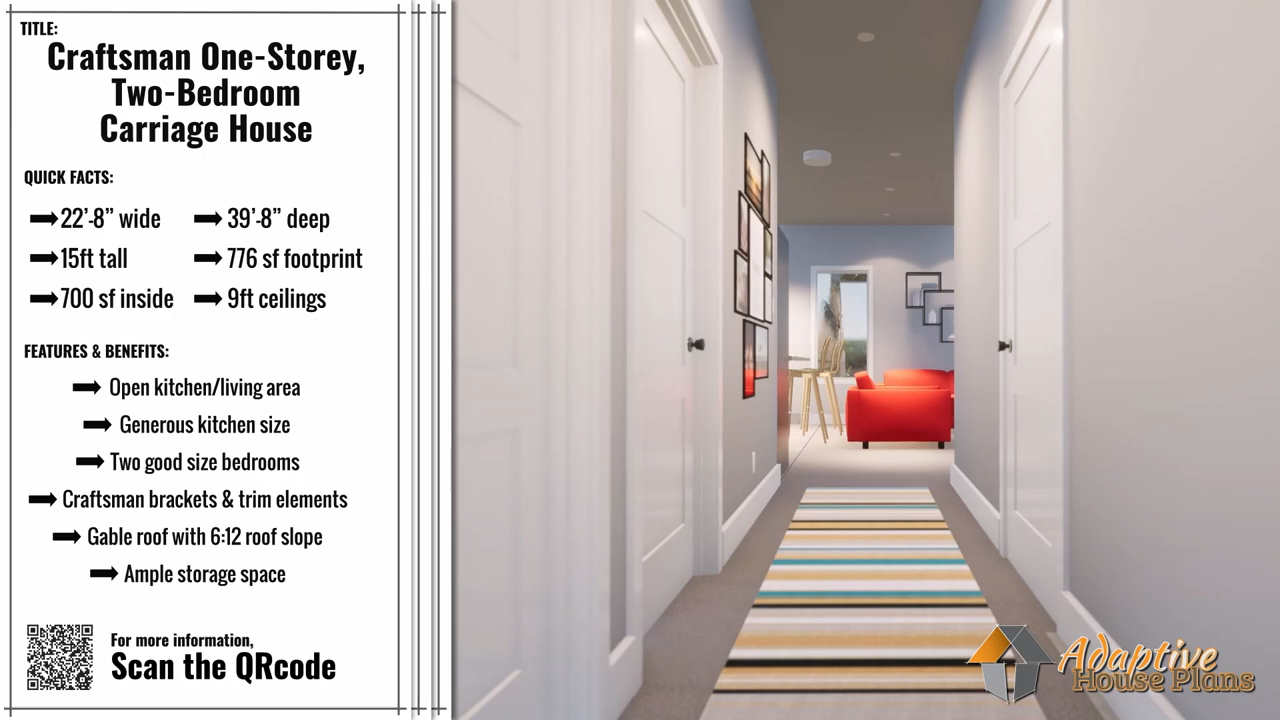 TITLE:
Craftsman One-Storey,
Two-Bedroom
Carriage House
QUICK FACTS:
22’-8” wide
39’-8” deep
15ft tall
776 sf footprint
700 sf inside
9ft ceilings
FEATURES & BENEFITS:
Open kitchen/living area
Generous kitchen size
Two good size bedrooms
Craftsman brackets & trim elements
Gable roof with 6:12 roof slope
Ample storage space
For more information,
Scan the QRcode
Adaptive
House Plans